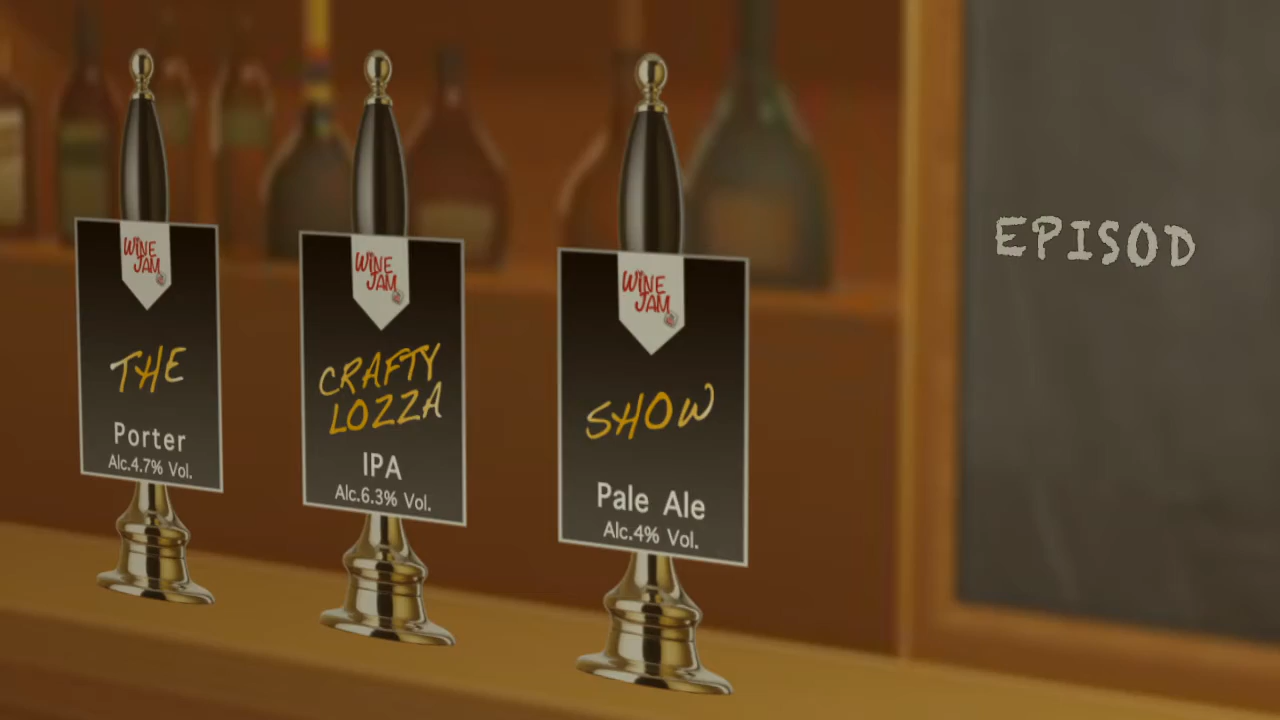 WINE
JAM
THE
Porter
Alc.4.7% Vol.
WINE
JAM
CRAFTY
LOZZA
IPA
Alc.6.3% Vol.
WINE
JAM
SHOW
Pale Ale
Alc.4% Vol.
EPISOD